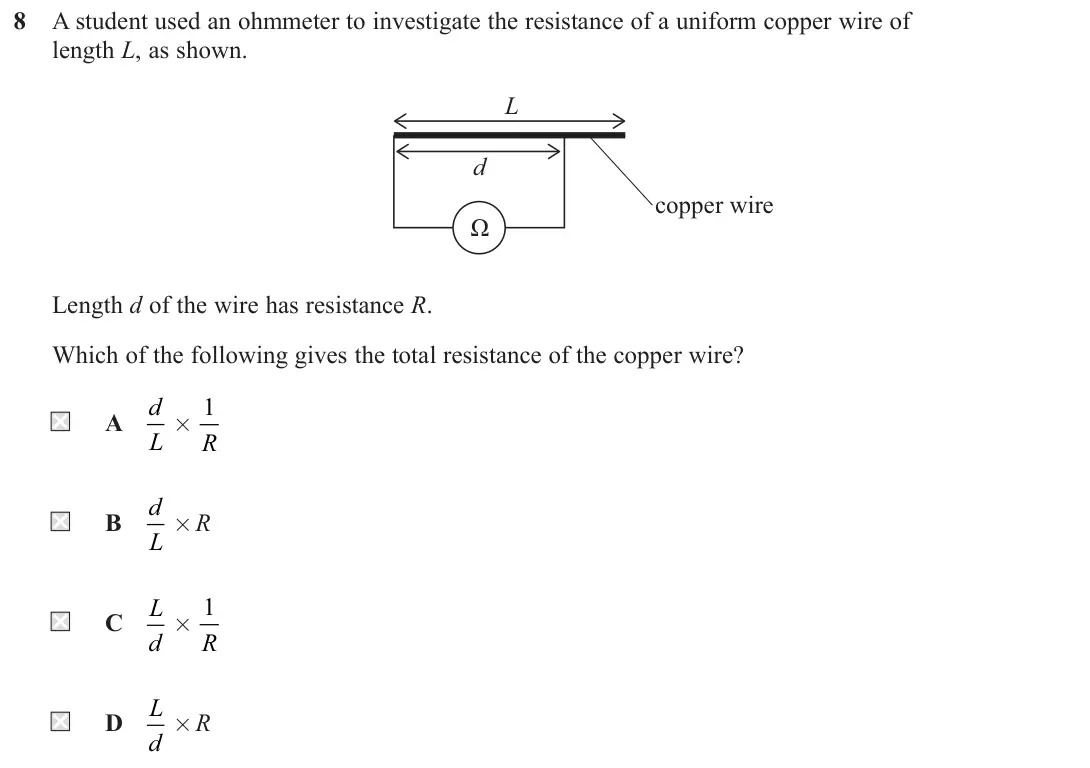 8 A student used an ohmmeter to investigate the resistance of a uniform copper wire of
length L, as shown.
L
d
copper wire
Ω
Length d of the wire has resistance R.
Which of the following gives the total resistance of the copper wire?
A d/L × 1/R
B d/L × R
C L/d × 1/R
D L/d × R